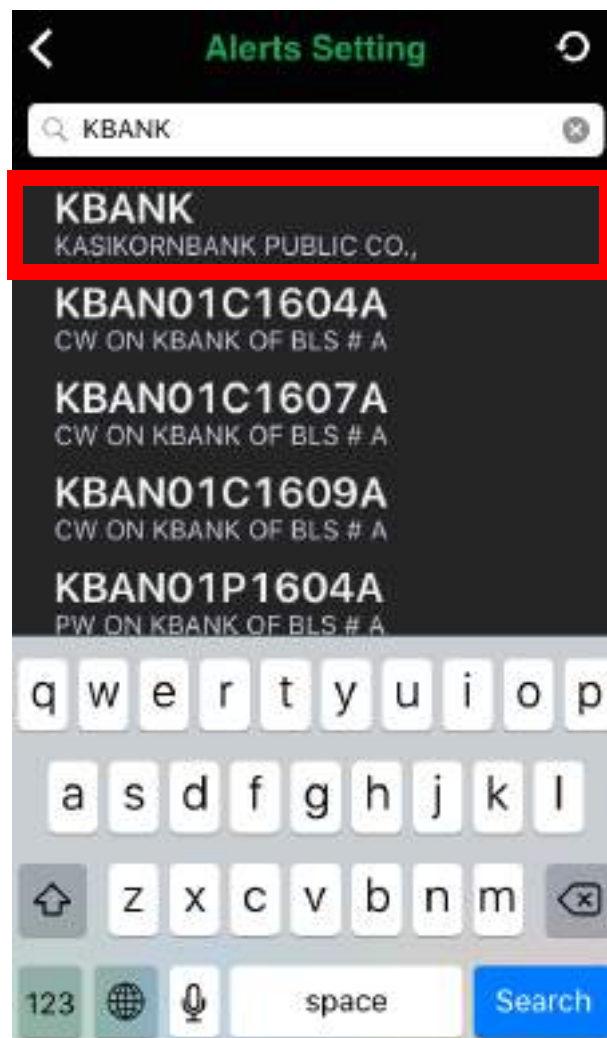 Alerts Setting
KBANK
KBANK
KASIKORNBANK PUBLIC CO.,
KBAN01C1604A
CW ON KBANK OF BLS # A
KBAN01C1607A
CW ON KBANK OF BLS # A
KBAN01C1609A
CW ON KBANK OF BLS # A
KBAN01P1604A
PW ON KBANK OF BLS # A
q w e r t y u i o p
a s d f g h j k l
z x c v b n m
123 space Search